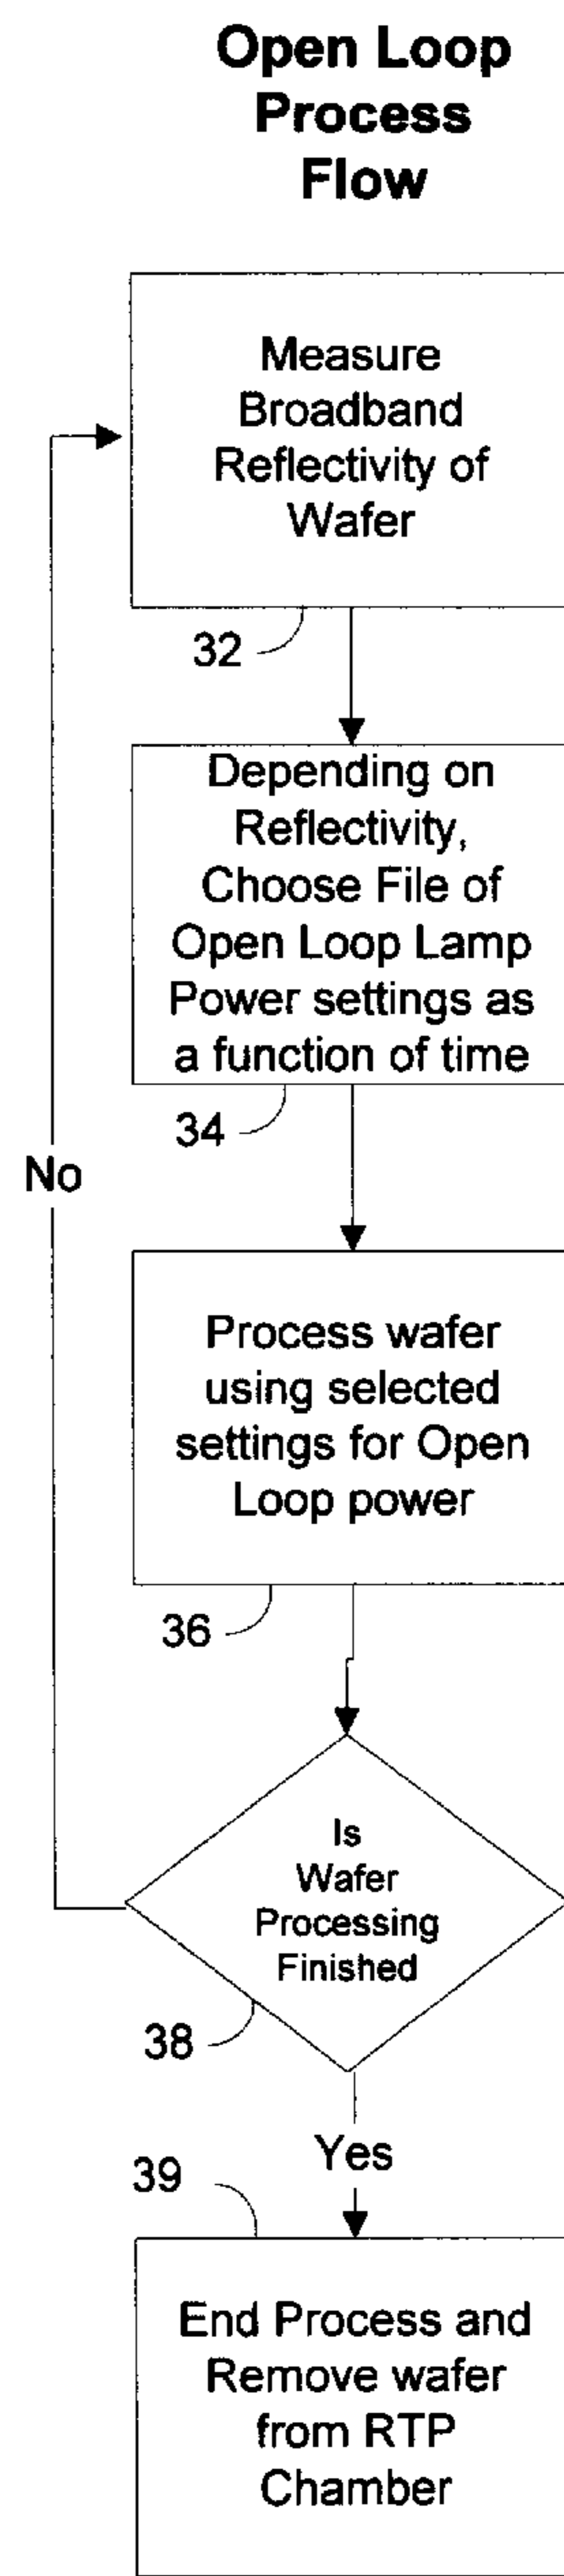 Open Loop
Process
Flow
Measure
Broadband
Reflectivity of
Wafer
32
Depending on
Reflectivity,
Choose File of
Open Loop Lamp
Power settings as
a function of time
34
No
Process wafer
using selected
settings for Open
Loop power
36
Is
Wafer
Processing
Finished
38
Yes
39
End Process and
Remove wafer
from RTP
Chamber